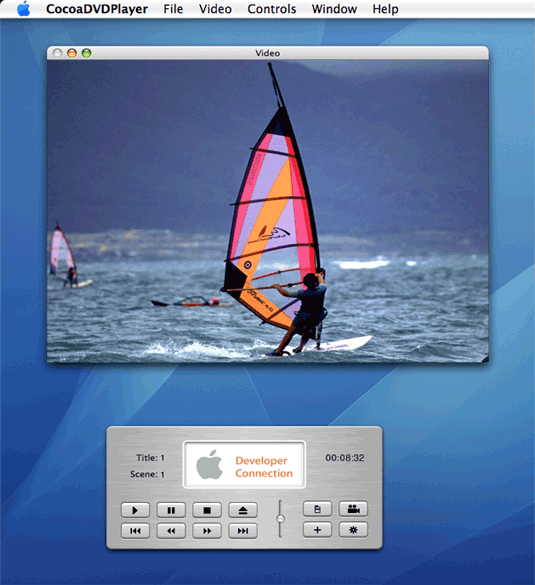 CocoaDVDPlayer File Video Controls Window Help
Video
Title: 1
Scene: 1
Developer
Connection
00:08:32